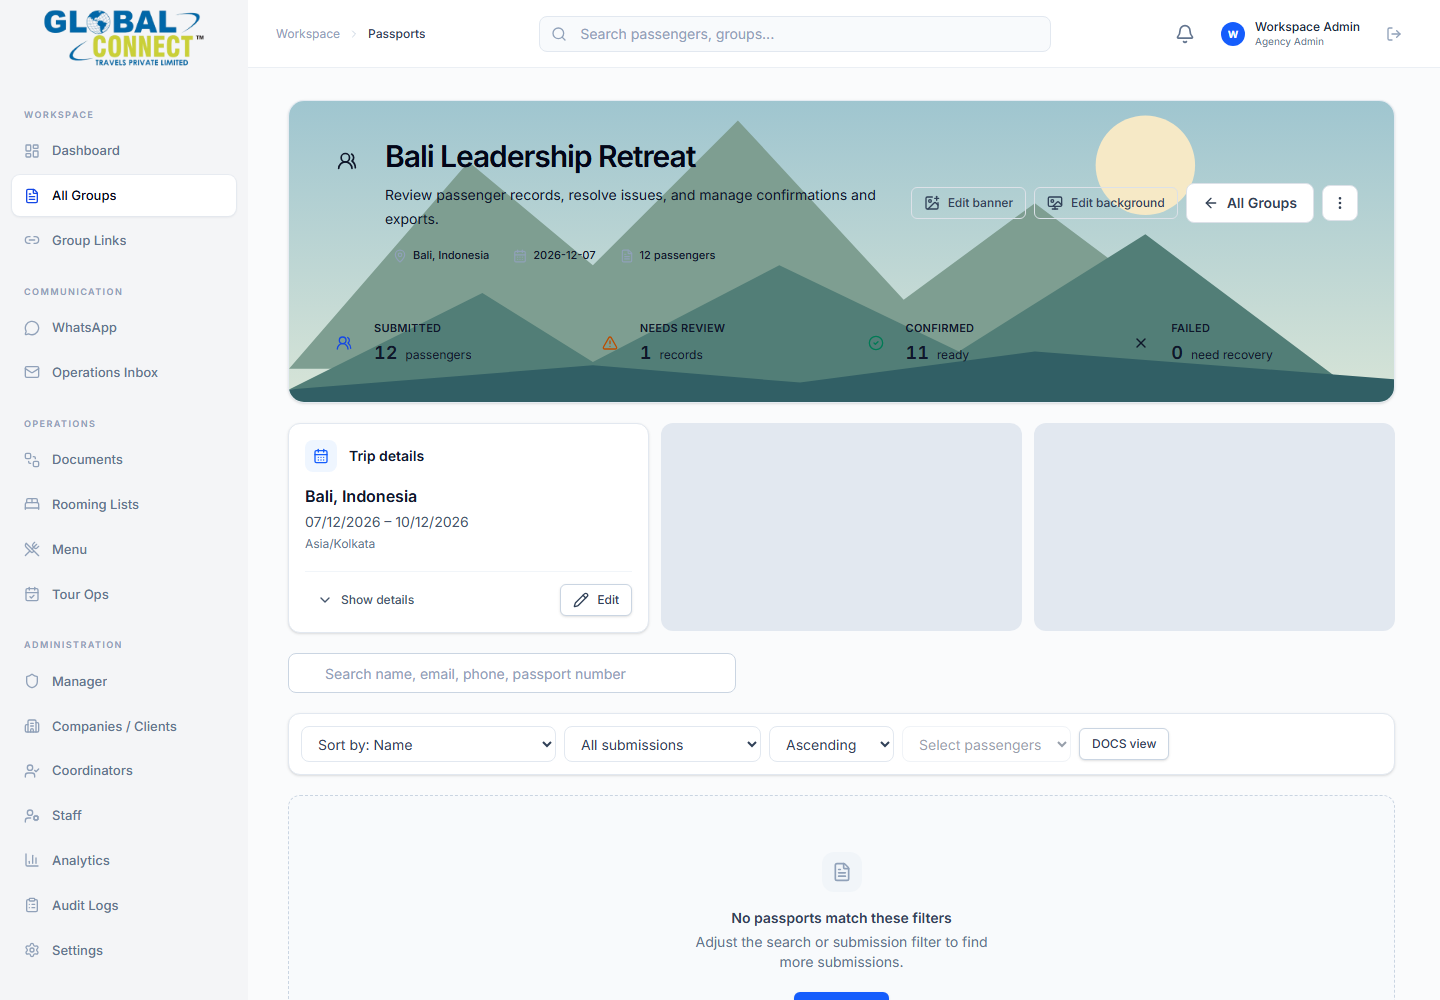 GLOBAL
CONNECT™
TRAVELS PRIVATE LIMITED
Workspace
Passports
Search passengers, groups...
W
Workspace Admin
Agency Admin
WORKSPACE
Dashboard
All Groups
Group Links
COMMUNICATION
WhatsApp
Operations Inbox
OPERATIONS
Documents
Rooming Lists
Menu
Tour Ops
ADMINISTRATION
Manager
Companies / Clients
Coordinators
Staff
Analytics
Audit Logs
Settings
Bali Leadership Retreat
Review passenger records, resolve issues, and manage confirmations and
exports.
Edit banner
Edit background
All Groups
Bali, Indonesia
2026-12-07
12 passengers
SUBMITTED
12 passengers
NEEDS REVIEW
1 records
CONFIRMED
11 ready
FAILED
0 need recovery
Trip details
Bali, Indonesia
07/12/2026 – 10/12/2026
Asia/Kolkata
Show details
Edit
Search name, email, phone, passport number
Sort by: Name
All submissions
Ascending
Select passengers
DOCS view
No passports match these filters
Adjust the search or submission filter to find
more submissions.